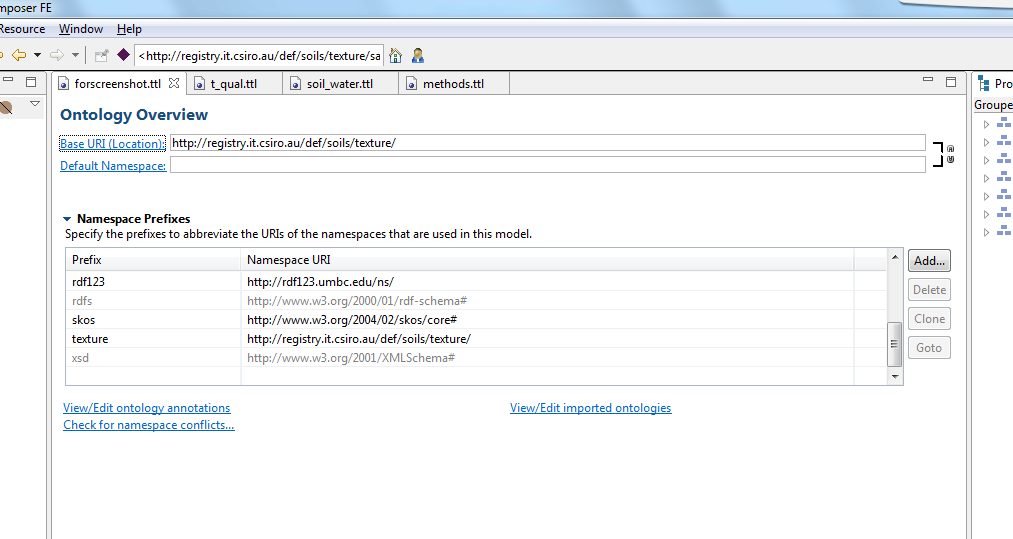 mposer FE
Resource Window Help
<http://registry.it.csiro.au/def/soils/texture/sa
forscreenshot.ttl t_qual.ttl soil_water.ttl methods.ttl
Pro
Groupe
Ontology Overview
Base URI (Location): http://registry.it.csiro.au/def/soils/texture/
Default Namespace:
Namespace Prefixes
Specify the prefixes to abbreviate the URIs of the namespaces that are used in this model.
Prefix Namespace URI
rdf123 http://rdf123.umbc.edu/ns/
rdfs http://www.w3.org/2000/01/rdf-schema#
skos http://www.w3.org/2004/02/skos/core#
texture http://registry.it.csiro.au/def/soils/texture/
xsd http://www.w3.org/2001/XMLSchema#
Add...
Delete
Clone
Goto
View/Edit ontology annotations View/Edit imported ontologies
Check for namespace conflicts...